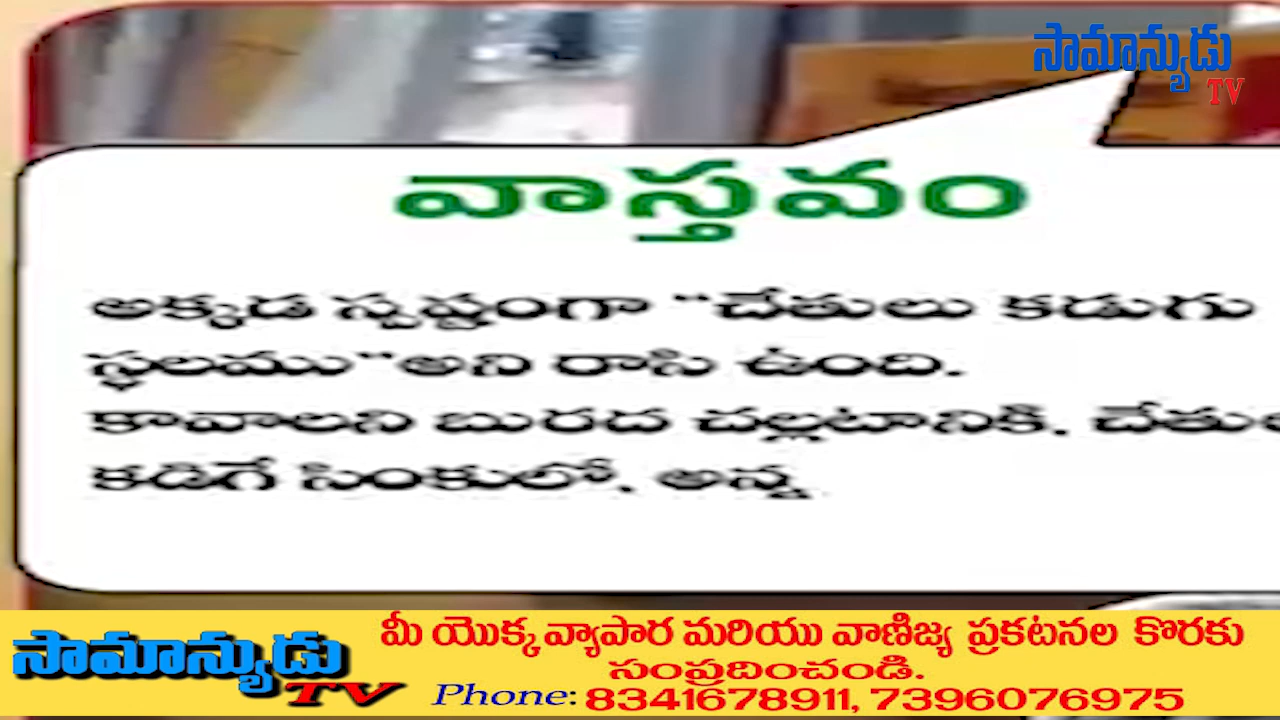 సామాన్యుడు
TV
వాస్తవం
అక్కడ స్పష్టంగా "చేతులు కడుగు
స్థలము"అని రాసి ఉంది.
కావాలని బురద చల్లటానికి. చేతుల
కడిగే సింకులో. అన్న
సామాన్యుడు
TV
మీ యొక్క వ్యాపార మరియు వాణిజ్య ప్రకటనల కొరకు
సంప్రదించండి.
Phone: 8341678911, 7396076975